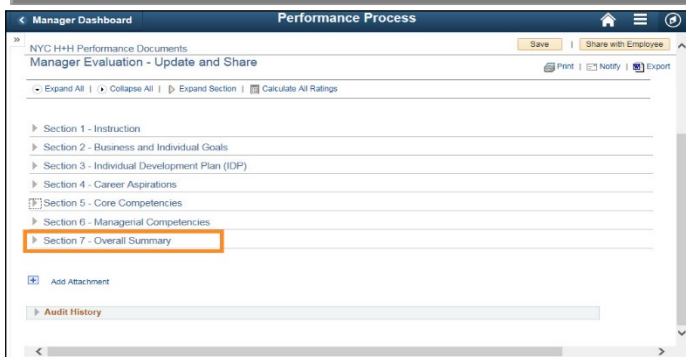 Manager Dashboard Performance Process
NYC H+H Performance Documents Save | Share with Employee
Manager Evaluation - Update and Share Print | Notify | Export
Expand All | Collapse All | Expand Section | Calculate All Ratings
Section 1 - Instruction
Section 2 - Business and Individual Goals
Section 3 - Individual Development Plan (IDP)
Section 4 - Career Aspirations
Section 5 - Core Competencies
Section 6 - Managerial Competencies
Section 7 - Overall Summary
Add Attachment
Audit History